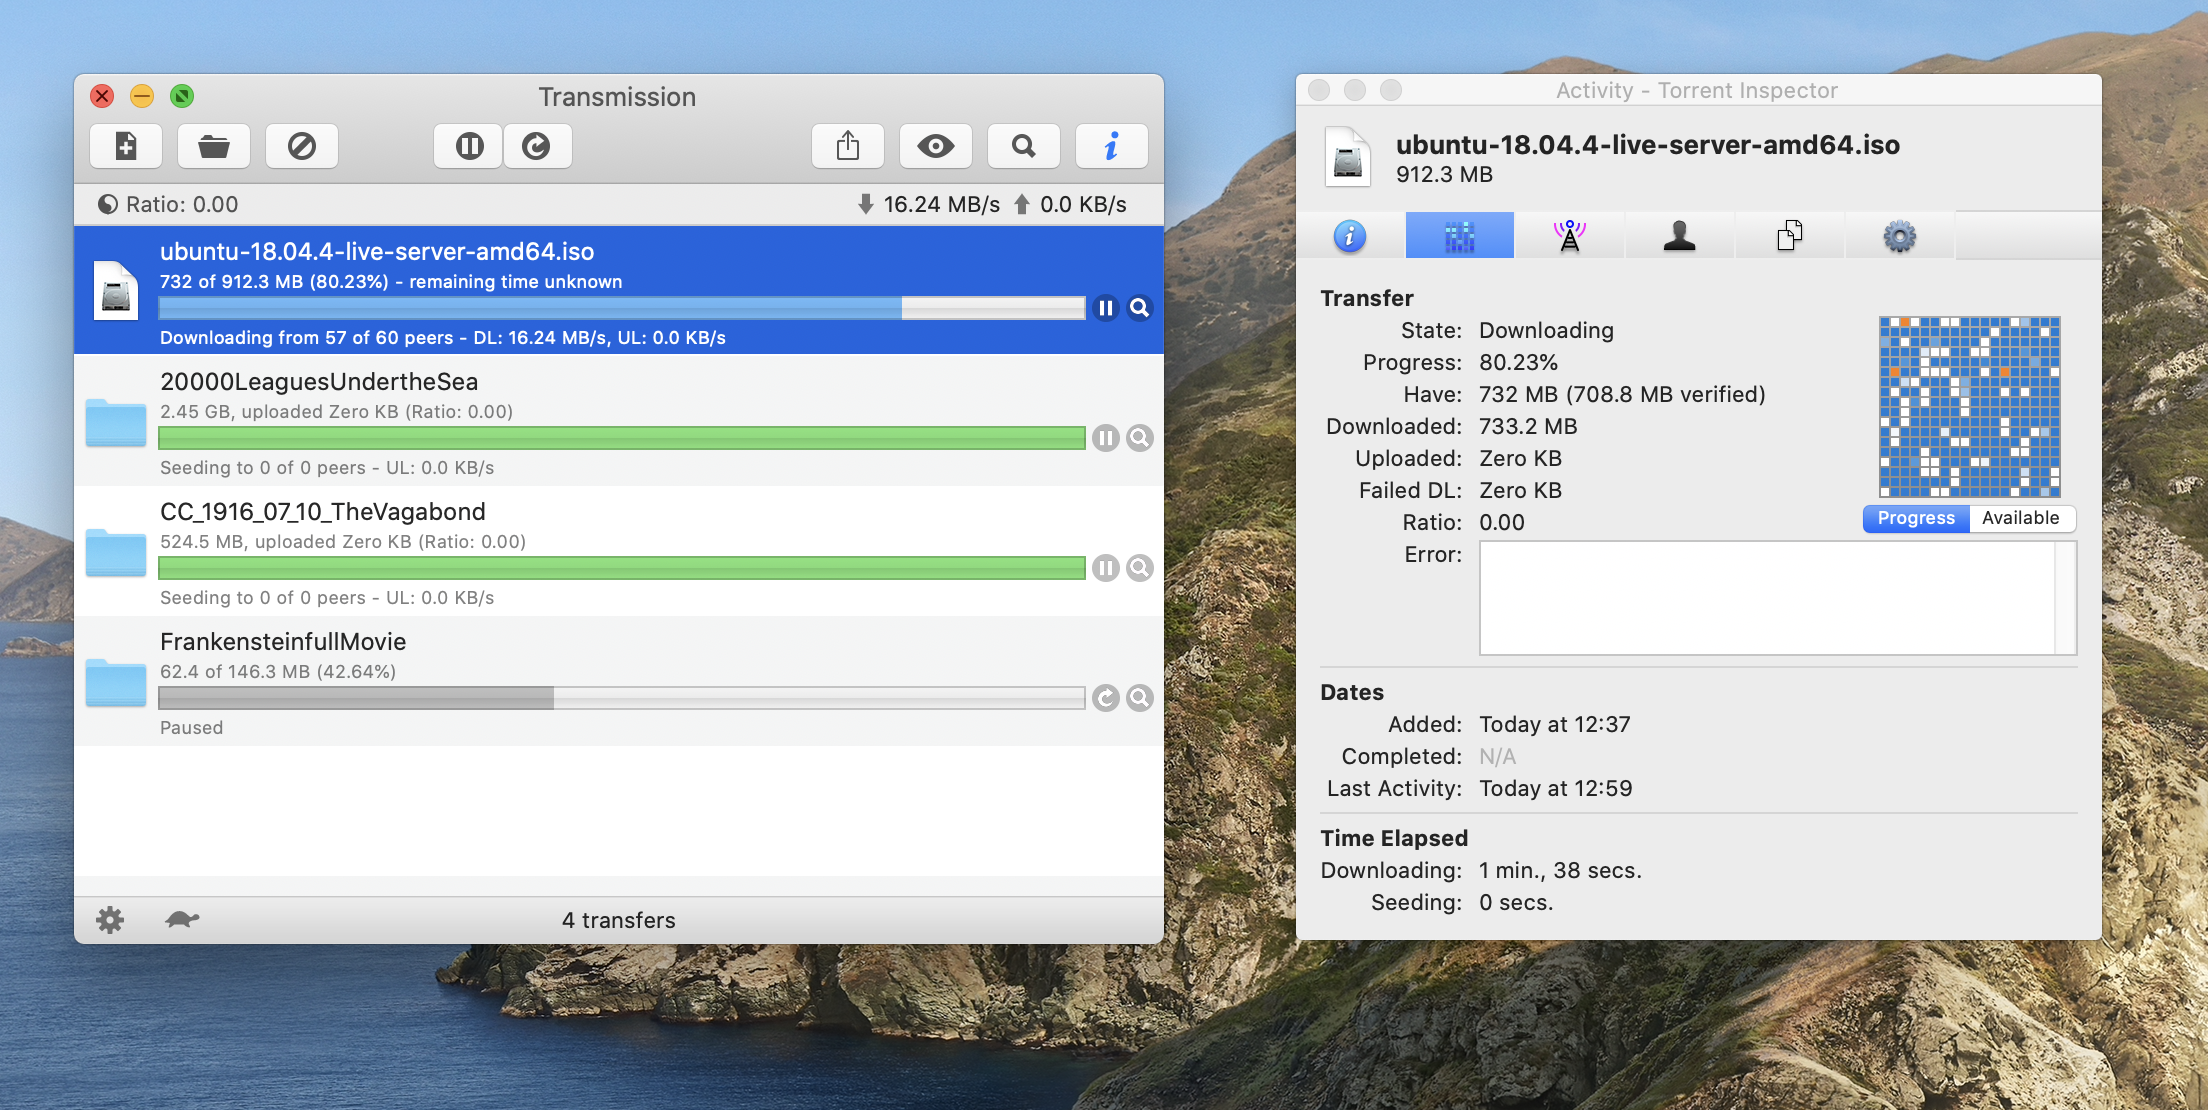 Transmission
Ratio: 0.00
16.24 MB/s 0.0 KB/s
ubuntu-18.04.4-live-server-amd64.iso
732 of 912.3 MB (80.23%) - remaining time unknown
Downloading from 57 of 60 peers - DL: 16.24 MB/s, UL: 0.0 KB/s
20000LeaguesUndertheSea
2.45 GB, uploaded Zero KB (Ratio: 0.00)
Seeding to 0 of 0 peers - UL: 0.0 KB/s
CC_1916_07_10_TheVagabond
524.5 MB, uploaded Zero KB (Ratio: 0.00)
Seeding to 0 of 0 peers - UL: 0.0 KB/s
FrankensteinfullMovie
62.4 of 146.3 MB (42.64%)
Paused
4 transfers
Activity - Torrent Inspector
ubuntu-18.04.4-live-server-amd64.iso
912.3 MB
Transfer
State: Downloading
Progress: 80.23%
Have: 732 MB (708.8 MB verified)
Downloaded: 733.2 MB
Uploaded: Zero KB
Failed DL: Zero KB
Ratio: 0.00
Progress Available
Error:
Dates
Added: Today at 12:37
Completed: N/A
Last Activity: Today at 12:59
Time Elapsed
Downloading: 1 min., 38 secs.
Seeding: 0 secs.